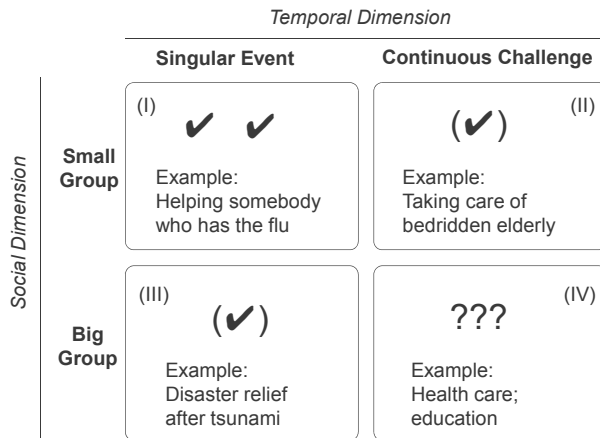 Temporal Dimension
Singular Event
Continuous Challenge
Social Dimension
Small
Group
(I)
✔ ✔
Example:
Helping somebody
who has the flu
(II)
(✔)
Example:
Taking care of
bedridden elderly
Big
Group
(III)
(✔)
Example:
Disaster relief
after tsunami
(IV)
???
Example:
Health care;
education